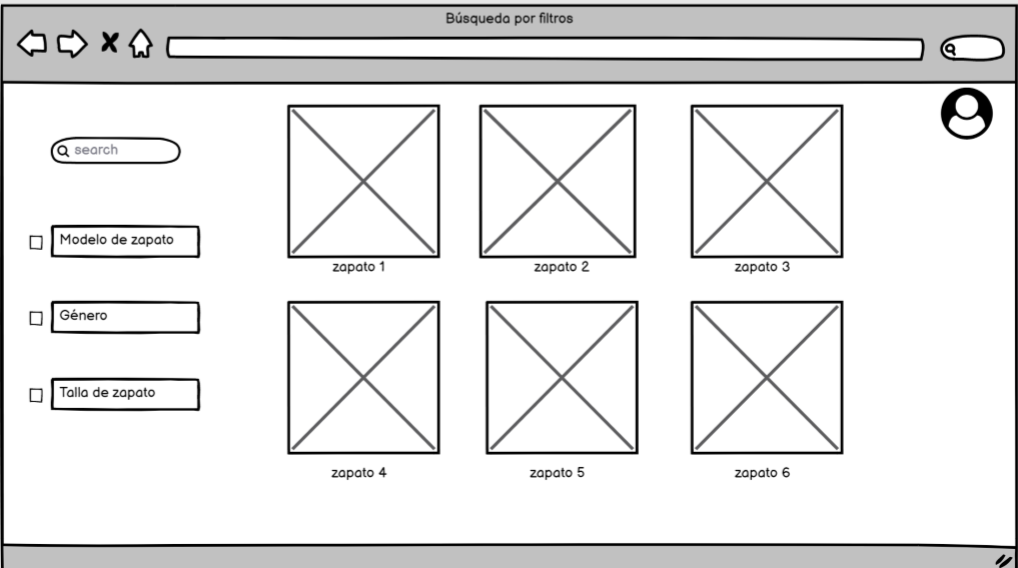 Búsqueda por filtros
search
Modelo de zapato
Género
Talla de zapato
zapato 1
zapato 2
zapato 3
zapato 4
zapato 5
zapato 6